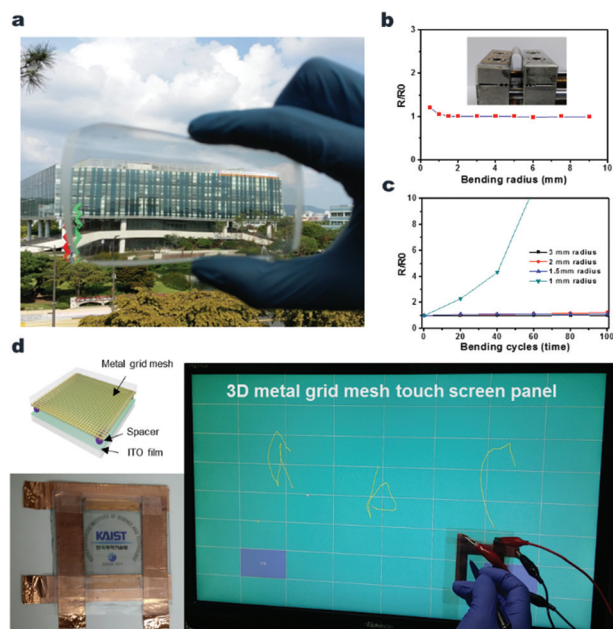 a
b
R/R0
3
2
1
0
0
2
4
6
8
10
Bending radius (mm)
c
R/R0
10
8
6
4
2
0
3 mm radius
2 mm radius
1.5mm radius
1 mm radius
0
20
40
60
80
100
Bending cycles (time)
d
Metal grid mesh
Spacer
ITO film
KAIST
3D metal grid mesh touch screen panel